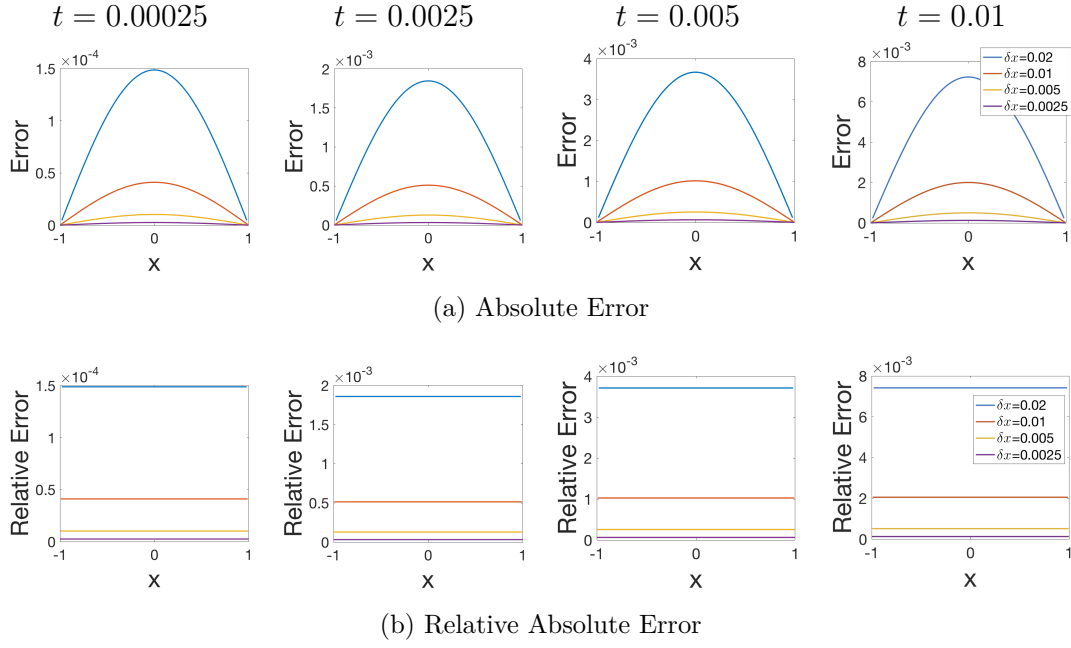 t = 0.00025
t = 0.0025
t = 0.005
t = 0.01
×10⁻⁴
1.5
1
0.5
0
-1 0 1
Error
x
×10⁻³
2
1.5
1
0.5
0
-1 0 1
Error
x
×10⁻³
4
3
2
1
0
-1 0 1
Error
x
×10⁻³
8
6
4
2
0
-1 0 1
Error
x
δx=0.02
δx=0.01
δx=0.005
δx=0.0025
(a) Absolute Error
×10⁻⁴
1.5
1
0.5
0
-1 0 1
Relative Error
x
×10⁻³
2
1.5
1
0.5
0
-1 0 1
Relative Error
x
×10⁻³
4
3
2
1
0
-1 0 1
Relative Error
x
×10⁻³
8
6
4
2
0
-1 0 1
Relative Error
x
δx=0.02
δx=0.01
δx=0.005
δx=0.0025
(b) Relative Absolute Error